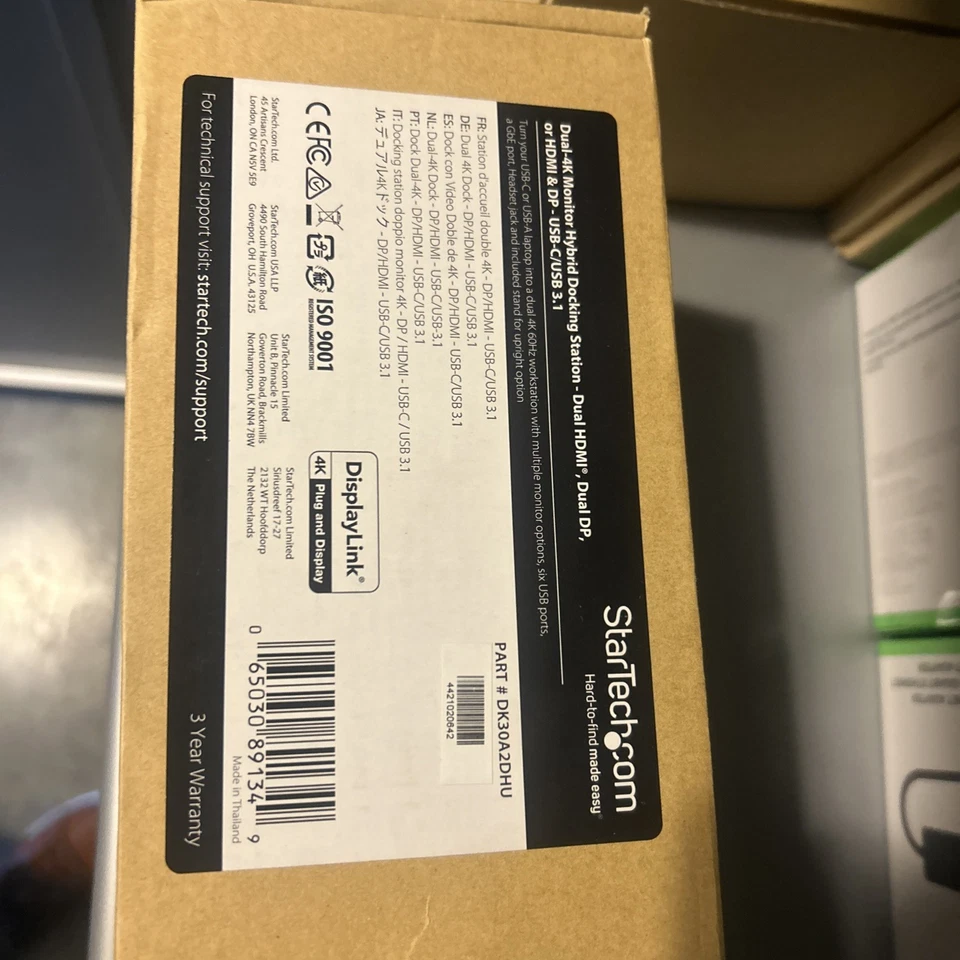 StarTech.com
Hard-to-find made easy®
Dual-4K Monitor Hybrid Docking Station - Dual HDMI®, Dual DP,
or HDMI & DP - USB-C/USB 3.1
Turn your USB-C or USB-A laptop into a dual 4K 60Hz workstation with multiple monitor options, six USB ports,
a GbE port, Headset jack and included stand for upright option
FR: Station d'accueil double 4K - DP/HDMI - USB-C/USB 3.1
DE: Dual 4K Dock - DP/HDMI - USB-C/USB 3.1
ES: Dock con Video Doble de 4K - DP/HDMI - USB-C/USB 3.1
NL: Dual-4K Dock - DP/HDMI - USB-C/USB-3.1
PT: Dock Dual-4K - DP/HDMI - USB-C/USB 3.1
IT: Docking station doppio monitor 4K - DP / HDMI - USB-C / USB 3.1
JA: デュアル4Kドック - DP/HDMI - USB-C/USB 3.1
PART # DK30A2DHU
4421020642
CE FC 紙 ISO 9001
REGISTERED MANAGEMENT SYSTEM
DisplayLink®
4K Plug and Display
StarTech.com Ltd.
45 Artisans Crescent
London, ON CA N5V 5E9
StarTech.com USA LLP
4490 South Hamilton Road
Groveport, OH U.S.A. 43125
StarTech.com Limited
Unit B, Pinnacle 15
Gowerton Road, Brackmills
Northampton, UK NN4 7BW
StarTech.com Limited
Siriusdreef 17-27
2132 WT Hoofddorp
The Netherlands
0 65030 89134 9
Made in Thailand
For technical support visit: startech.com/support
3 Year Warranty